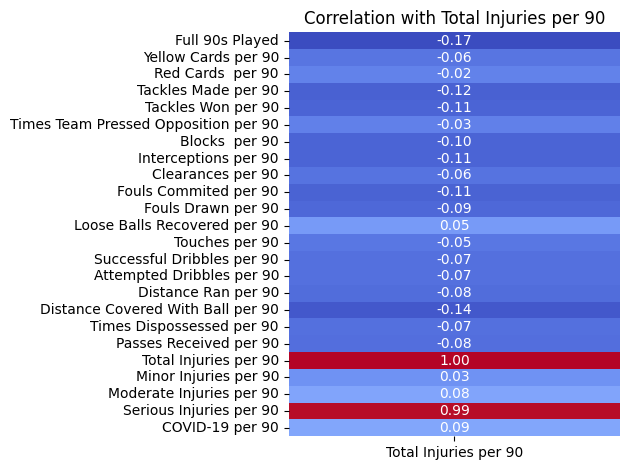 Correlation with Total Injuries per 90
Full 90s Played -0.17
Yellow Cards per 90 -0.06
Red Cards  per 90 -0.02
Tackles Made per 90 -0.12
Tackles Won per 90 -0.11
Times Team Pressed Opposition per 90 -0.03
Blocks  per 90 -0.10
Interceptions per 90 -0.11
Clearances per 90 -0.06
Fouls Commited per 90 -0.11
Fouls Drawn per 90 -0.09
Loose Balls Recovered per 90 0.05
Touches per 90 -0.05
Successful Dribbles per 90 -0.07
Attempted Dribbles per 90 -0.07
Distance Ran per 90 -0.08
Distance Covered With Ball per 90 -0.14
Times Dispossessed per 90 -0.07
Passes Received per 90 -0.08
Total Injuries per 90 1.00
Minor Injuries per 90 0.03
Moderate Injuries per 90 0.08
Serious Injuries per 90 0.99
COVID-19 per 90 0.09
Total Injuries per 90